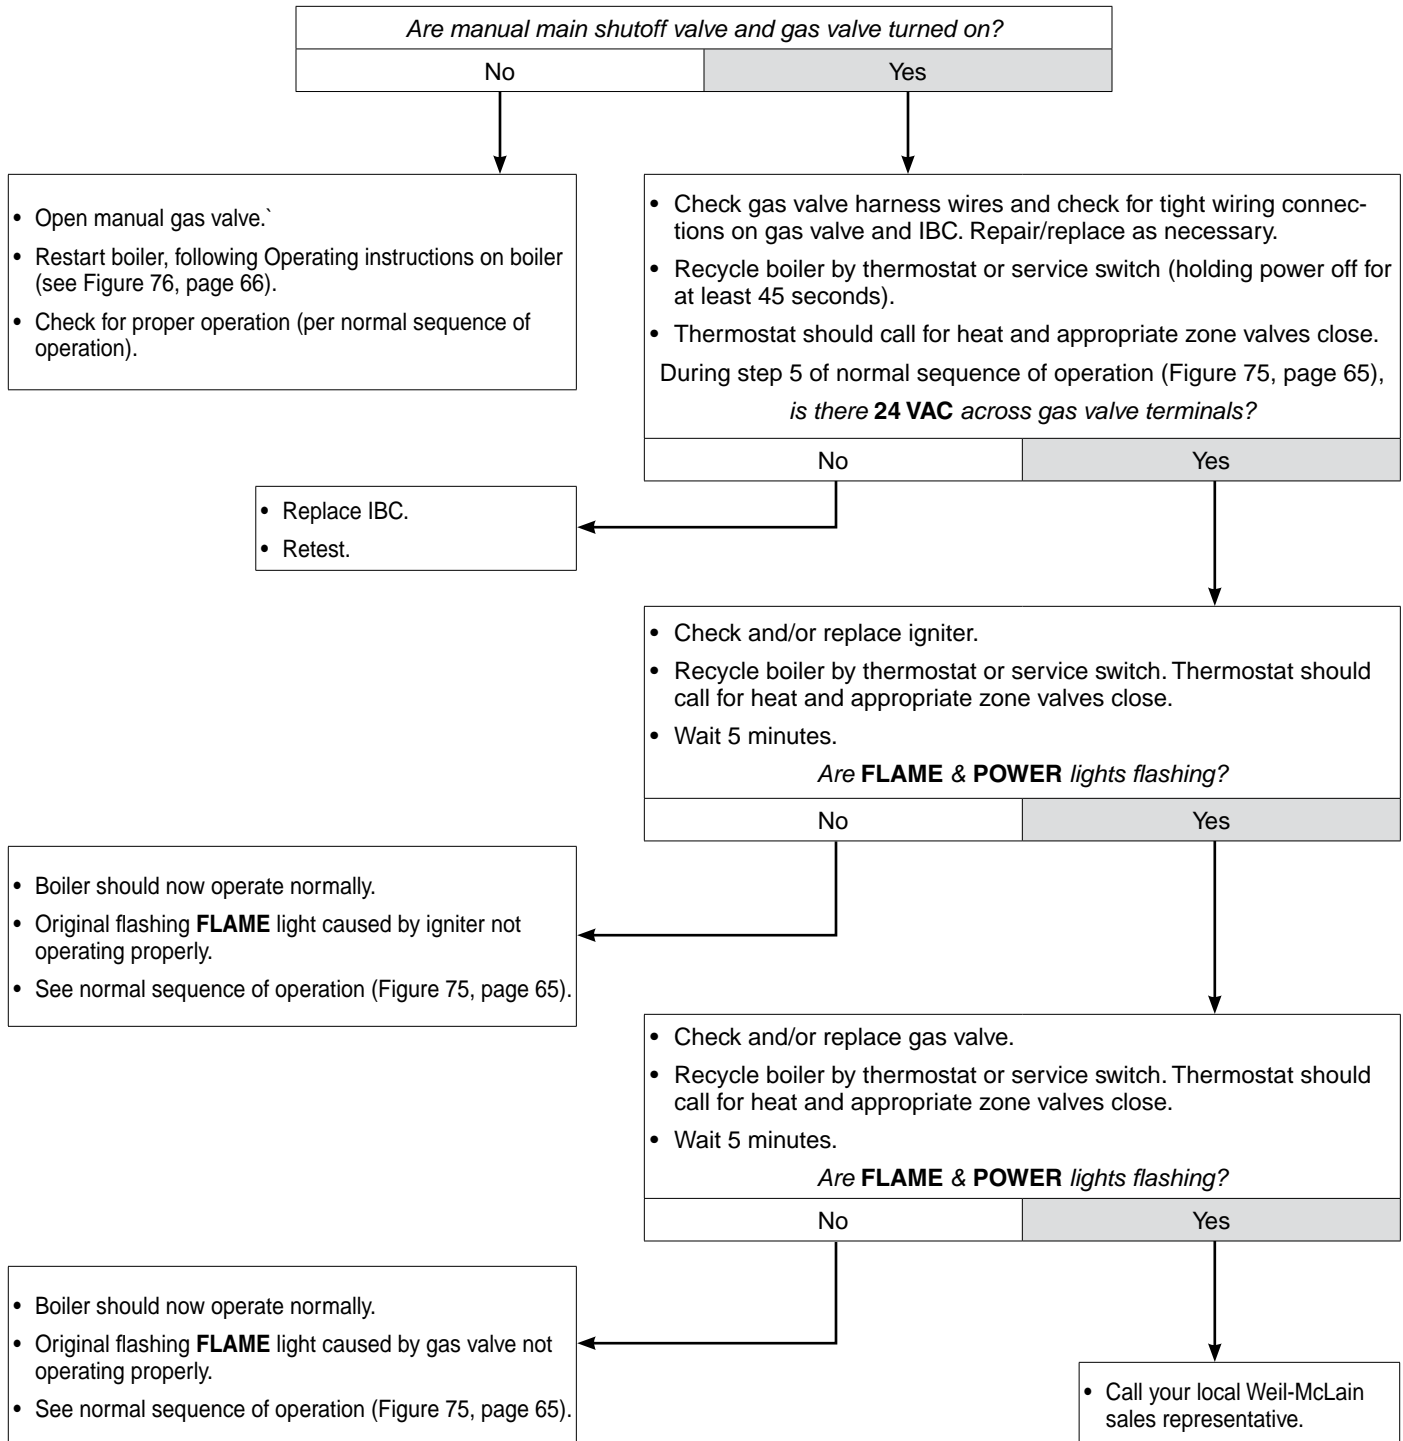 Are manual main shutoff valve and gas valve turned on?
No
Yes
• Open manual gas valve.`
• Restart boiler, following Operating instructions on boiler
(see Figure 76, page 66).
• Check for proper operation (per normal sequence of
operation).
• Check gas valve harness wires and check for tight wiring connec-
tions on gas valve and IBC. Repair/replace as necessary.
• Recycle boiler by thermostat or service switch (holding power off for
at least 45 seconds).
• Thermostat should call for heat and appropriate zone valves close.
During step 5 of normal sequence of operation (Figure 75, page 65),
is there 24 VAC across gas valve terminals?
No
Yes
• Replace IBC.
• Retest.
• Check and/or replace igniter.
• Recycle boiler by thermostat or service switch. Thermostat should
call for heat and appropriate zone valves close.
• Wait 5 minutes.
Are FLAME & POWER lights flashing?
No
Yes
• Boiler should now operate normally.
• Original flashing FLAME light caused by igniter not
operating properly.
• See normal sequence of operation (Figure 75, page 65).
• Check and/or replace gas valve.
• Recycle boiler by thermostat or service switch. Thermostat should
call for heat and appropriate zone valves close.
• Wait 5 minutes.
Are FLAME & POWER lights flashing?
No
Yes
• Boiler should now operate normally.
• Original flashing FLAME light caused by gas valve not
operating properly.
• See normal sequence of operation (Figure 75, page 65).
• Call your local Weil-McLain
sales representative.